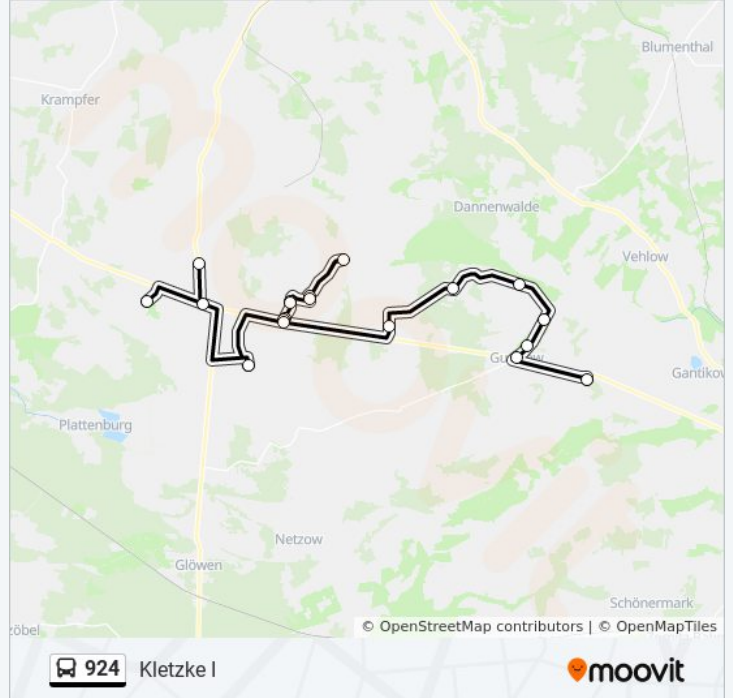 Blumenthal
Krampfer
Dannenwalde
Vehlow
Gantikow
Plattenburg
Netzow
Glöwen
Schönermark
zöbel
© OpenStreetMap contributors | © OpenMapTiles
924 Kletzke I
moovit